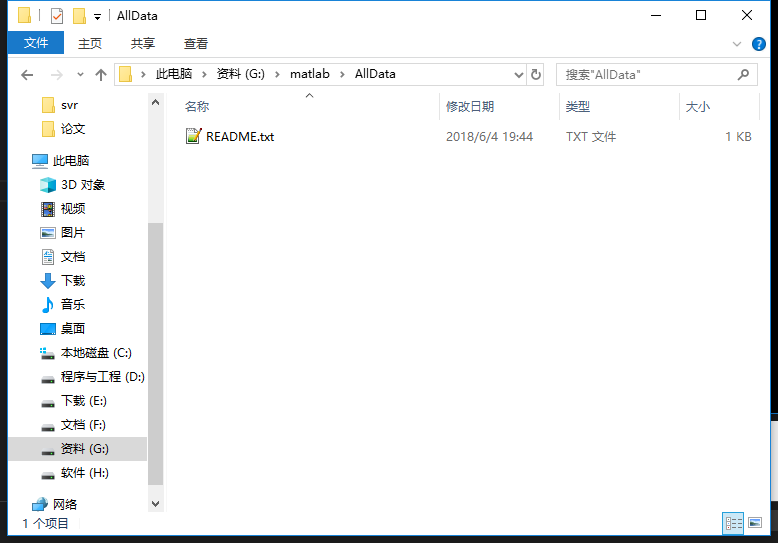 AllData
文件 主页 共享 查看
此电脑 资料 (G:) matlab AllData 搜索"AllData"
名称 修改日期 类型 大小
README.txt 2018/6/4 19:44 TXT 文件 1 KB
svr
论文
此电脑
3D 对象
视频
图片
文档
下载
音乐
桌面
本地磁盘 (C:)
程序与工程 (D:)
下载 (E:)
文档 (F:)
资料 (G:)
软件 (H:)
网络
1 个项目